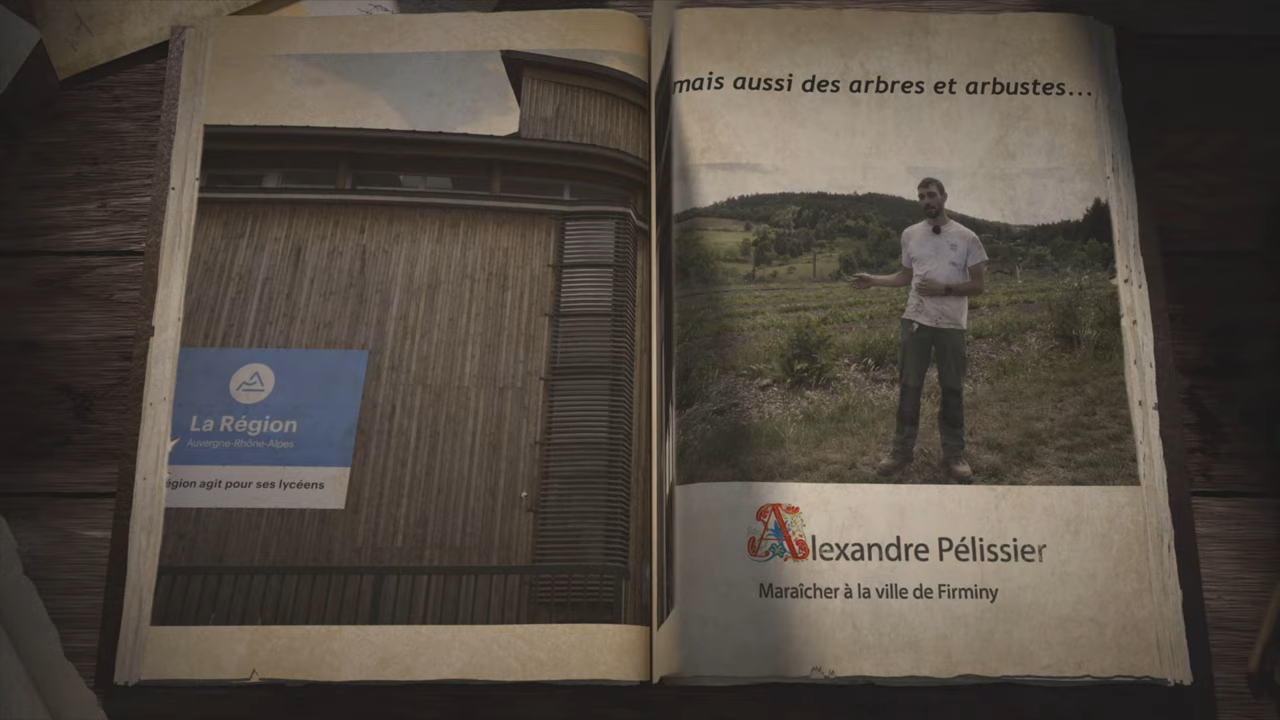 La Région
Auvergne-Rhône-Alpes
égion agit pour ses lycéens
mais aussi des arbres et arbustes...
Alexandre Pélissier
Maraîcher à la ville de Firminy